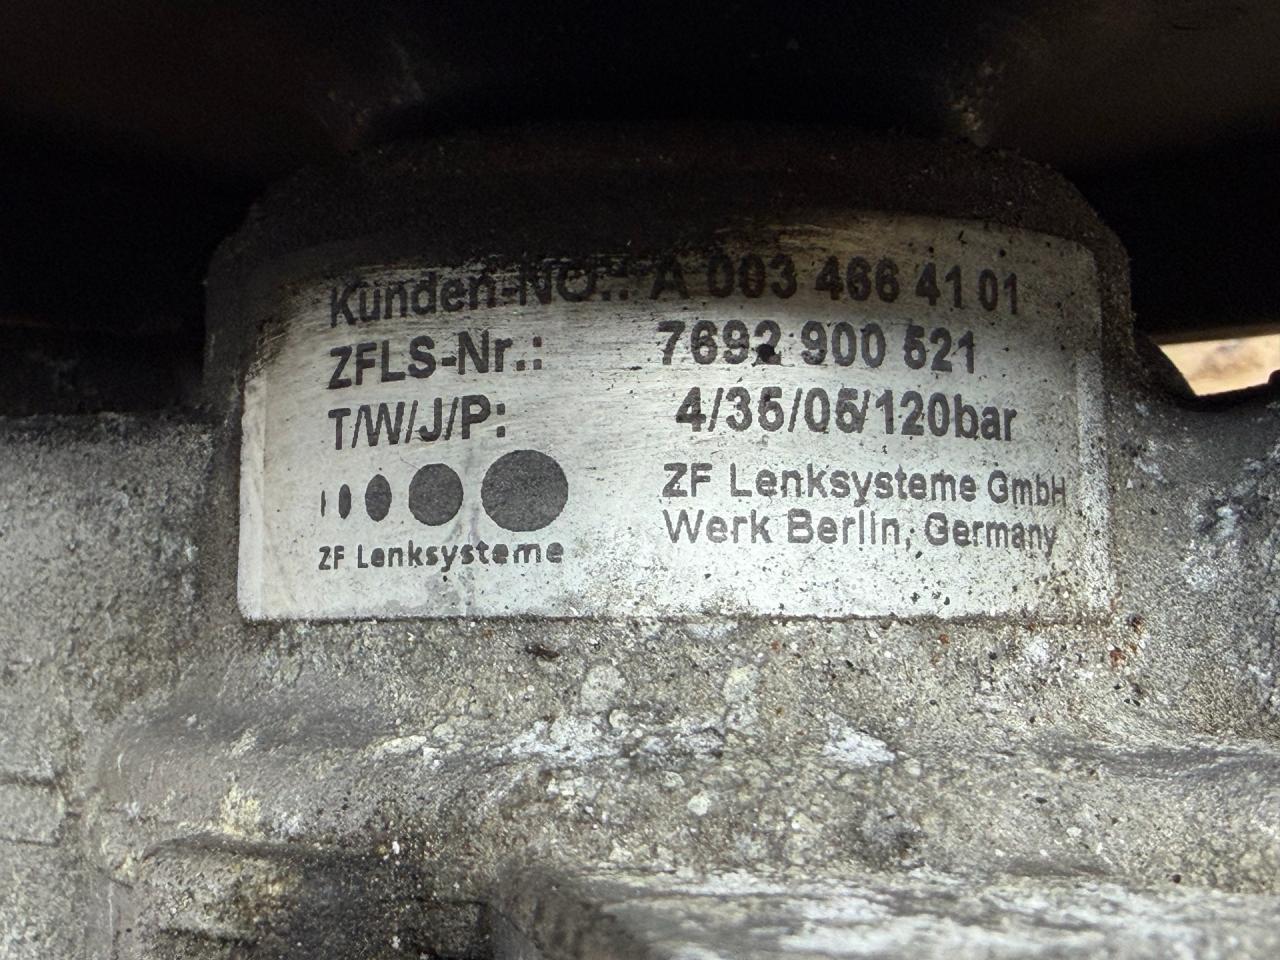 Kunden-NO.: A 003 466 41 01
ZFLS-Nr.: 7692 900 521
T/W/J/P: 4/35/05/120bar
ZF Lenksysteme GmbH
Werk Berlin, Germany
ZF Lenksysteme